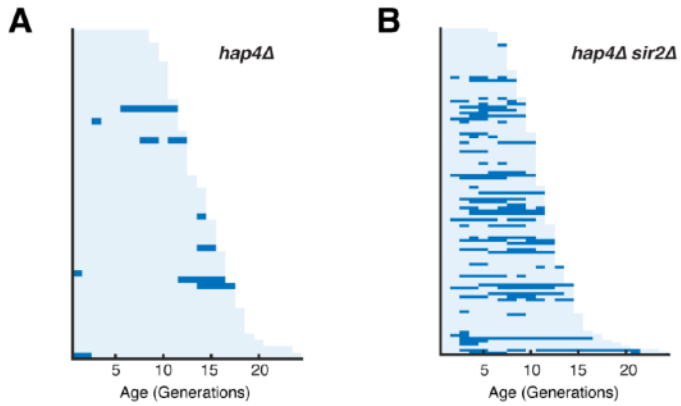 A
hap4Δ
5 10 15 20
Age (Generations)
B
hap4Δ sir2Δ
5 10 15 20
Age (Generations)